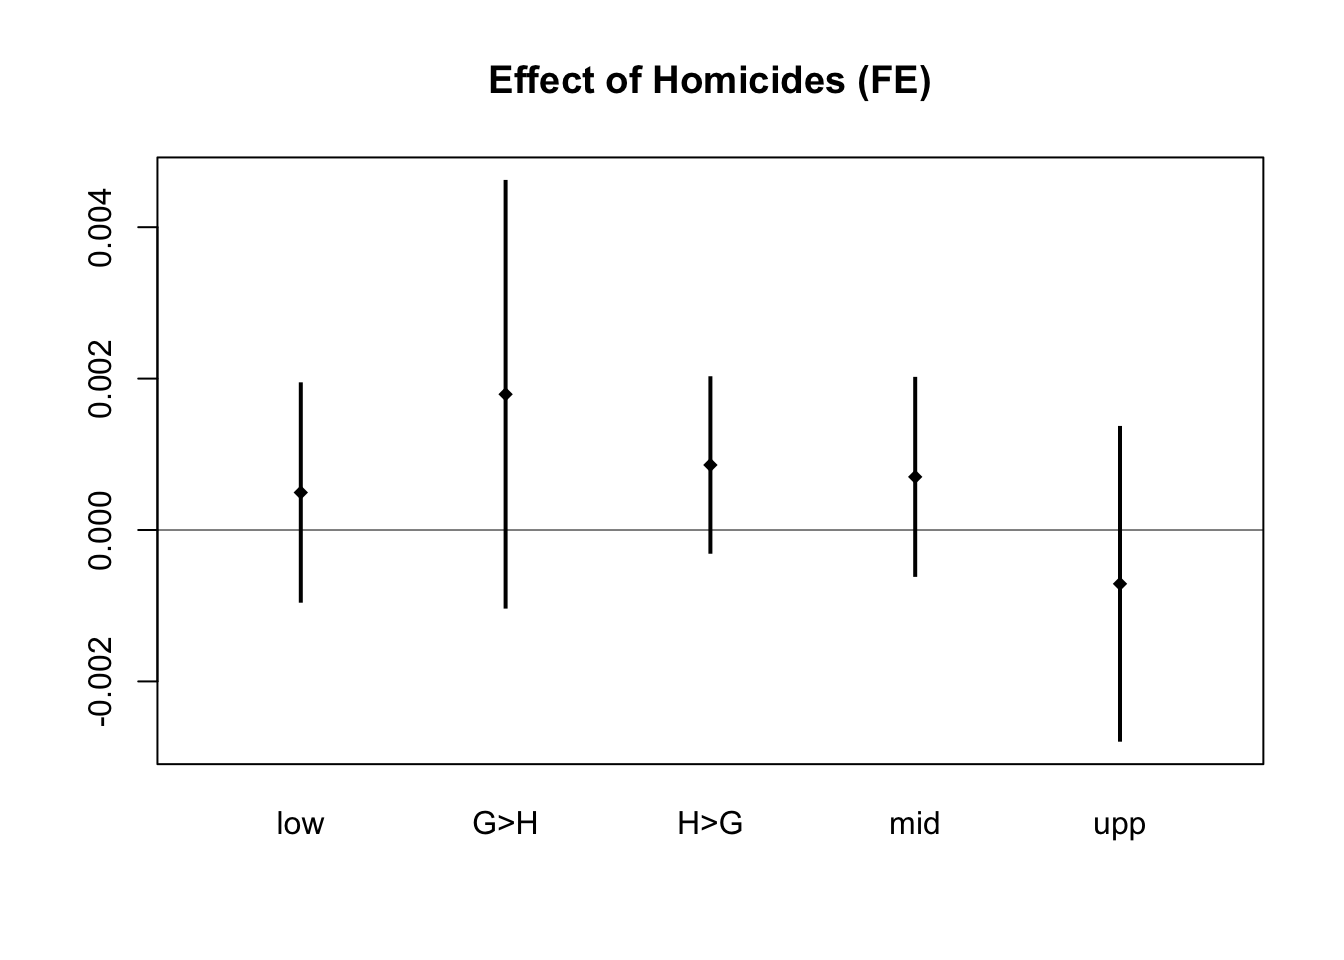 Effect of Homicides (FE)
0.004
0.002
0.000
-0.002
low G>H H>G mid upp